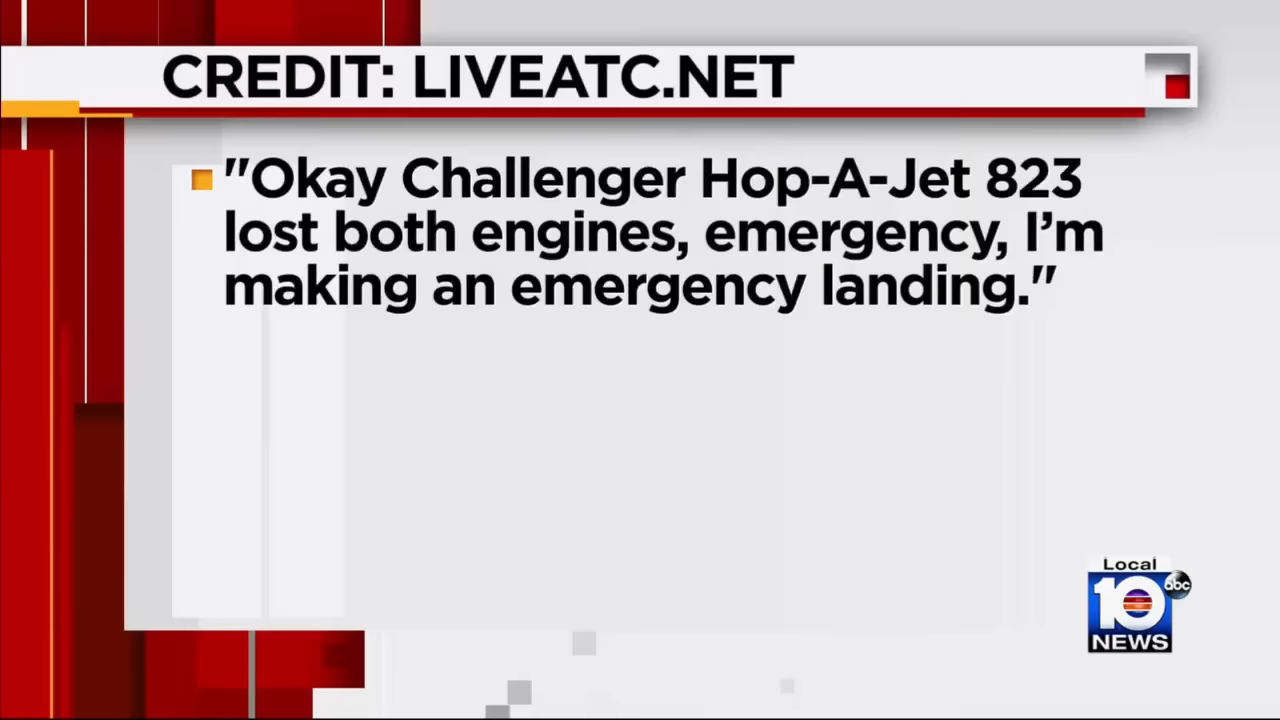 CREDIT: LIVEATC.NET
"Okay Challenger Hop-A-Jet 823
lost both engines, emergency, I’m
making an emergency landing."
Local
10
abc
NEWS